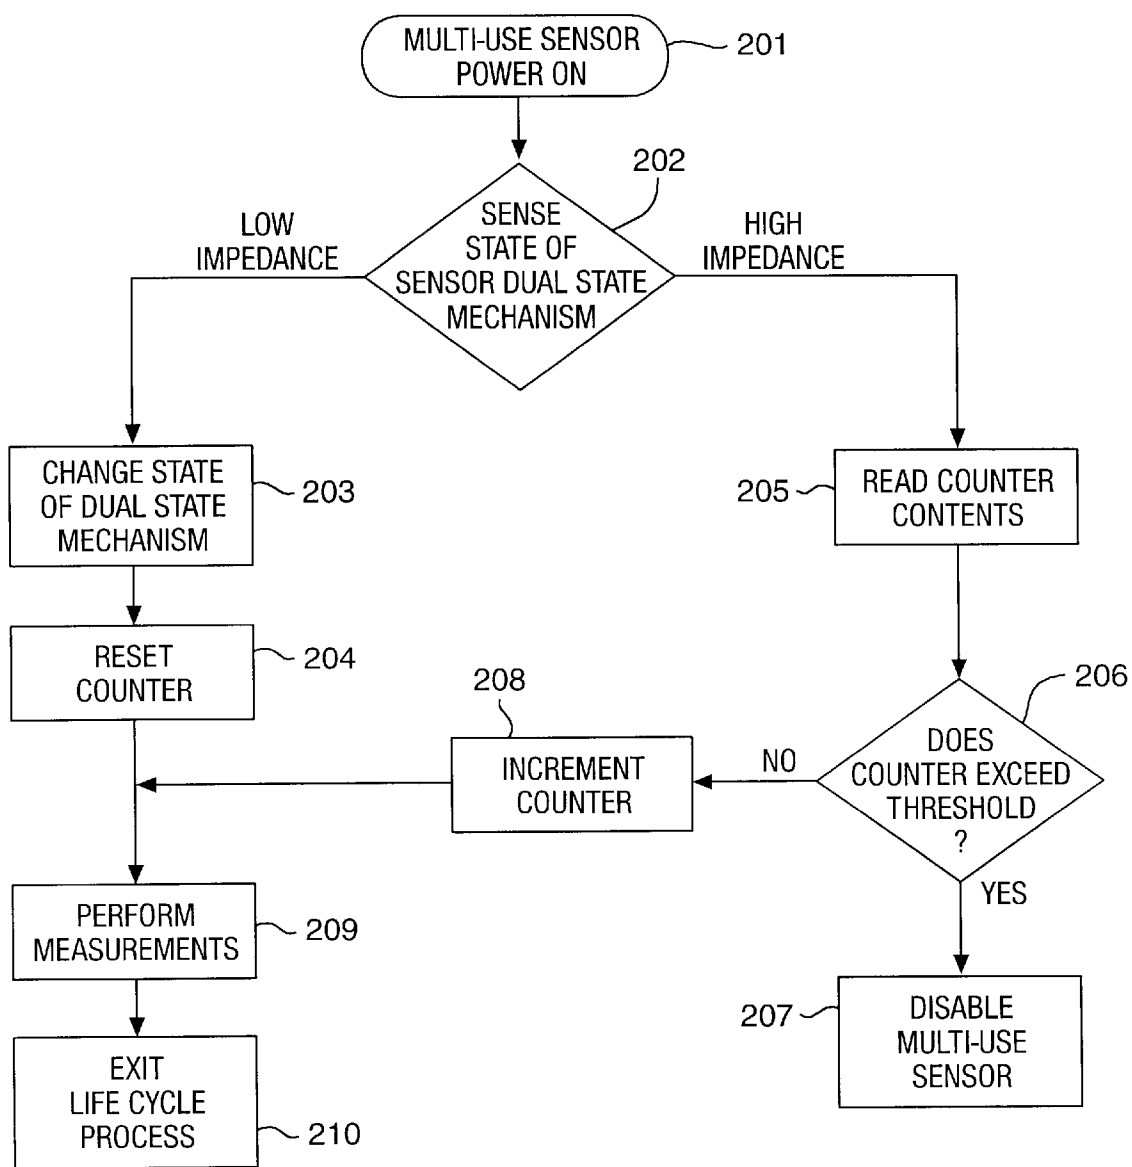 MULTI-USE SENSOR
POWER ON
201
202
LOW
IMPEDANCE
SENSE
STATE OF
SENSOR DUAL STATE
MECHANISM
HIGH
IMPEDANCE
CHANGE STATE
OF DUAL STATE
MECHANISM
203
205
READ COUNTER
CONTENTS
RESET
COUNTER
204
208
206
INCREMENT
COUNTER
NO
DOES
COUNTER EXCEED
THRESHOLD
?
YES
PERFORM
MEASUREMENTS
209
207
DISABLE
MULTI-USE
SENSOR
EXIT
LIFE CYCLE
PROCESS
210